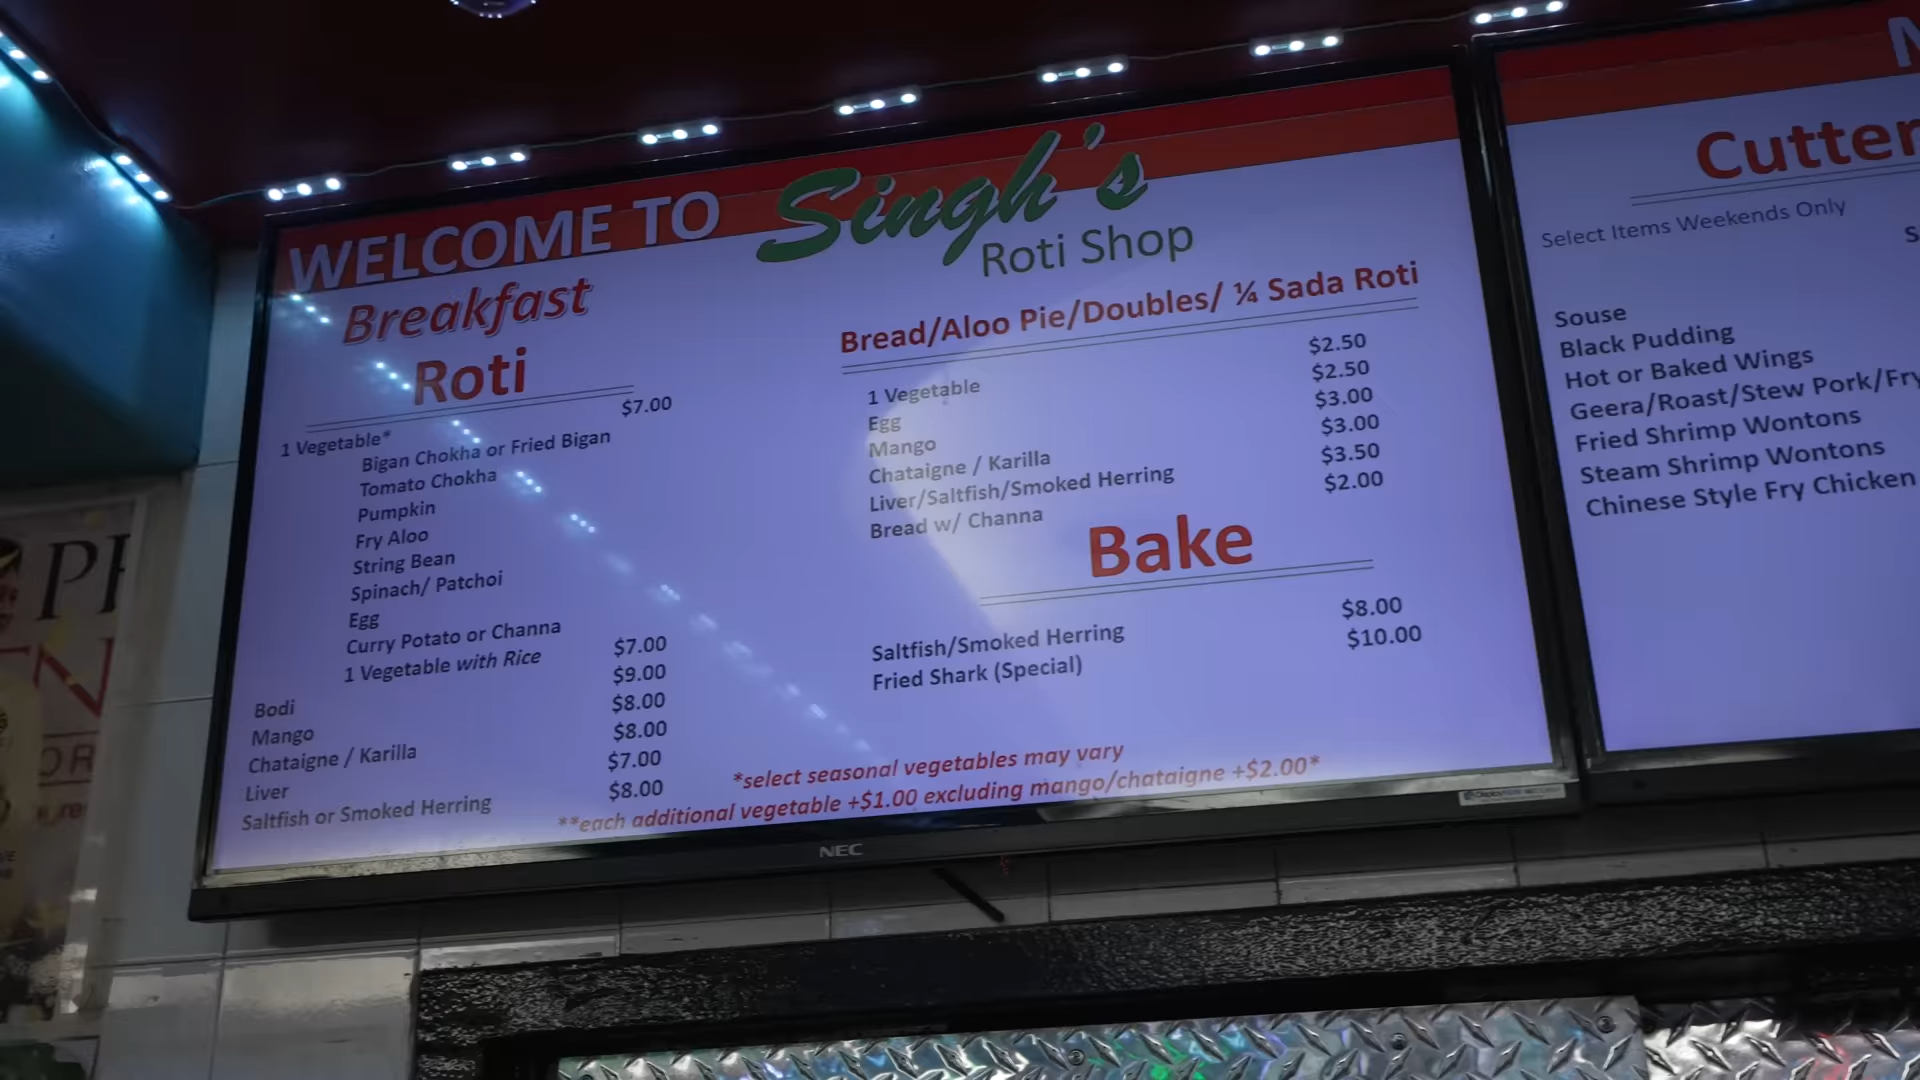 WELCOME TO Singh's
Roti Shop
Breakfast
Roti
$7.00
1 Vegetable*
Bigan Chokha or Fried Bigan
Tomato Chokha
Pumpkin
Fry Aloo
String Bean
Spinach/ Patchoi
Egg
Curry Potato or Channa
1 Vegetable with Rice $7.00
Bodi $9.00
Mango $8.00
Chataigne / Karilla $8.00
Liver $7.00
Saltfish or Smoked Herring $8.00
Bread/Aloo Pie/Doubles/ ¼ Sada Roti
1 Vegetable $2.50
Egg $2.50
Mango $3.00
Chataigne / Karilla $3.00
Liver/Saltfish/Smoked Herring $3.50
Bread w/ Channa $2.00
Bake
Saltfish/Smoked Herring $8.00
Fried Shark (Special) $10.00
*select seasonal vegetables may vary
**each additional vegetable +$1.00 excluding mango/chataigne +$2.00*
NEC
Cutter
Select Items Weekends Only
Souse
Black Pudding
Hot or Baked Wings
Geera/Roast/Stew Pork/Fry
Fried Shrimp Wontons
Steam Shrimp Wontons
Chinese Style Fry Chicken